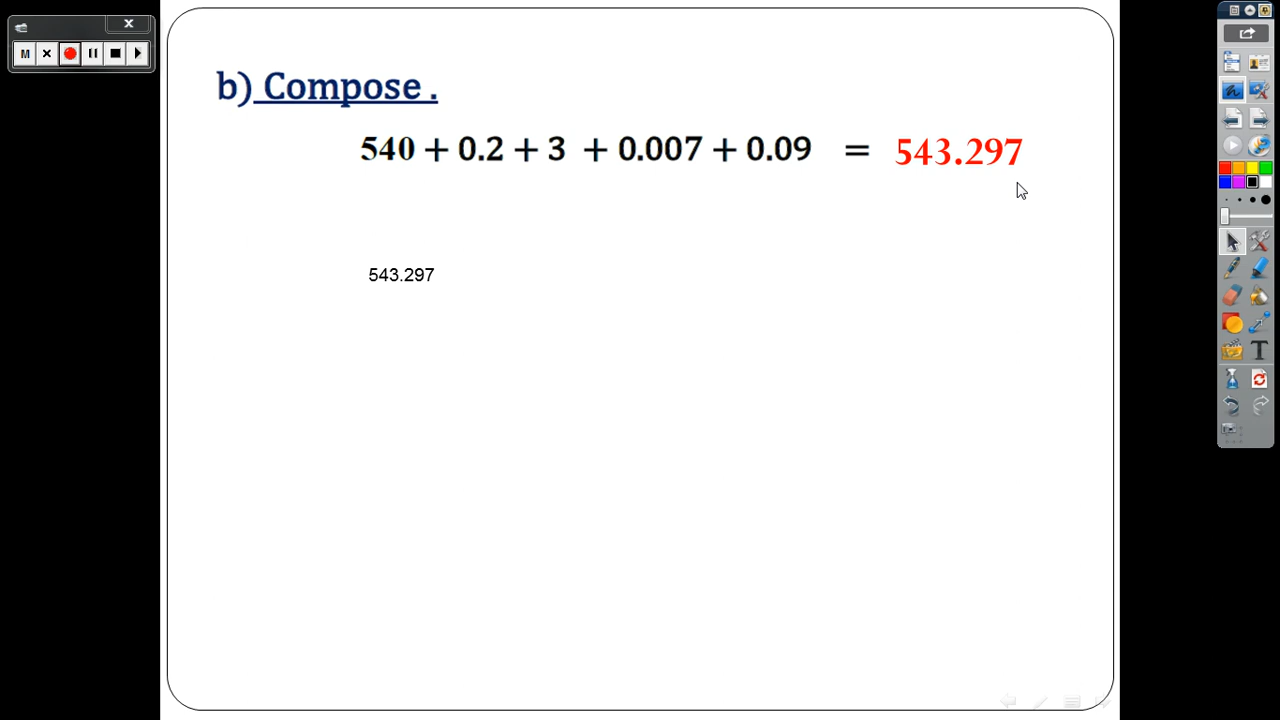 M
X
b) Compose .
540 + 0.2 + 3 + 0.007 + 0.09 = 543.297
543.297
T